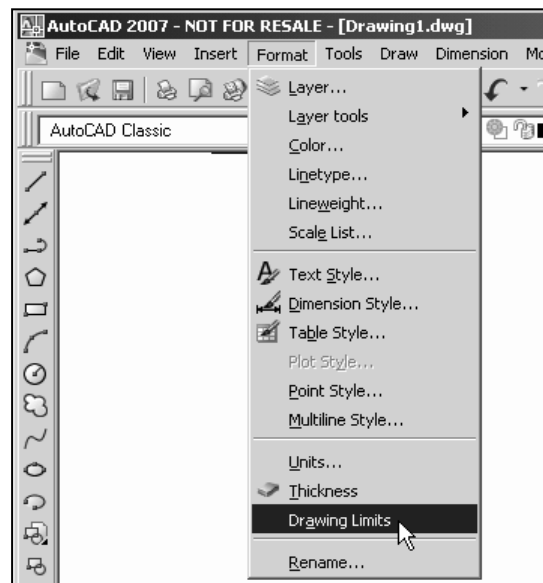 AutoCAD 2007 - NOT FOR RESALE - [Drawing1.dwg]
File Edit View Insert Format Tools Draw Dimension Mo
AutoCAD Classic
Layer...
Layer tools
Color...
Linetype...
Lineweight...
Scale List...
Text Style...
Dimension Style...
Table Style...
Plot Style...
Point Style...
Multiline Style...
Units...
Thickness
Drawing Limits
Rename...